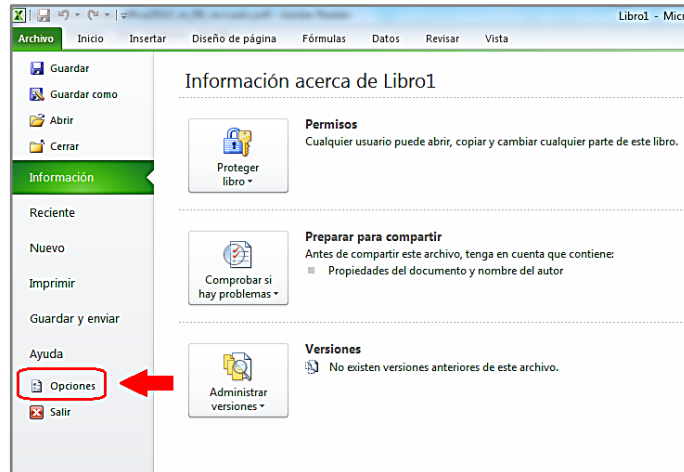 Libro1 - Micr
Archivo Inicio Insertar Diseño de página Fórmulas Datos Revisar Vista
Guardar
Guardar como
Abrir
Cerrar
Información
Reciente
Nuevo
Imprimir
Guardar y enviar
Ayuda
Opciones
Salir
Información acerca de Libro1
Proteger
libro
Permisos
Cualquier usuario puede abrir, copiar y cambiar cualquier parte de este libro.
Comprobar si
hay problemas
Preparar para compartir
Antes de compartir este archivo, tenga en cuenta que contiene:
Propiedades del documento y nombre del autor
Administrar
versiones
Versiones
No existen versiones anteriores de este archivo.